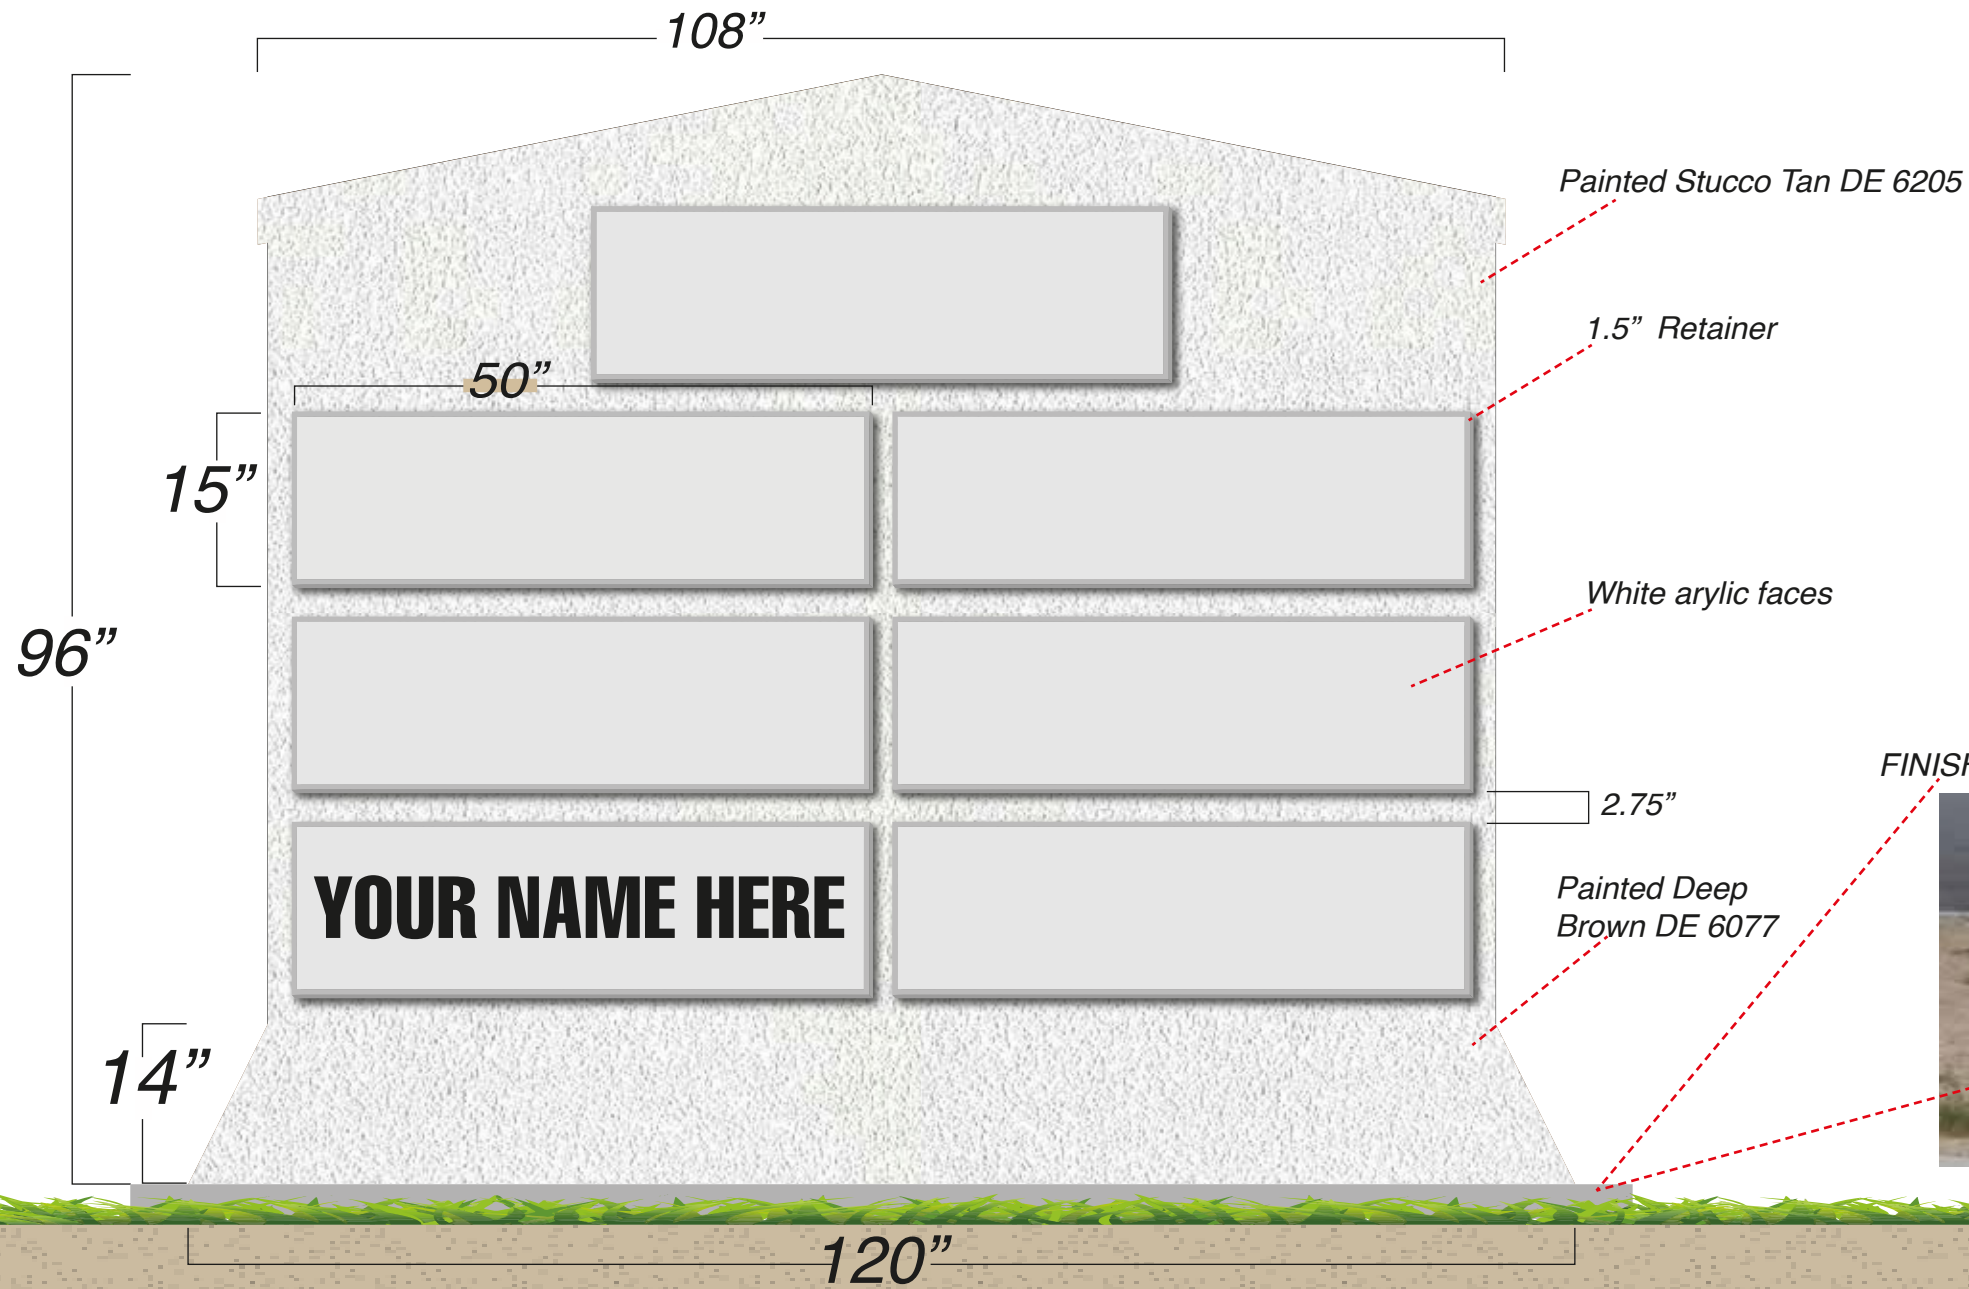 108”
Painted Stucco Tan DE 6205
1.5” Retainer
50”
15”
White arylic faces
96”
FINISH
2.75”
Painted Deep
Brown DE 6077
YOUR NAME HERE
14”
120”